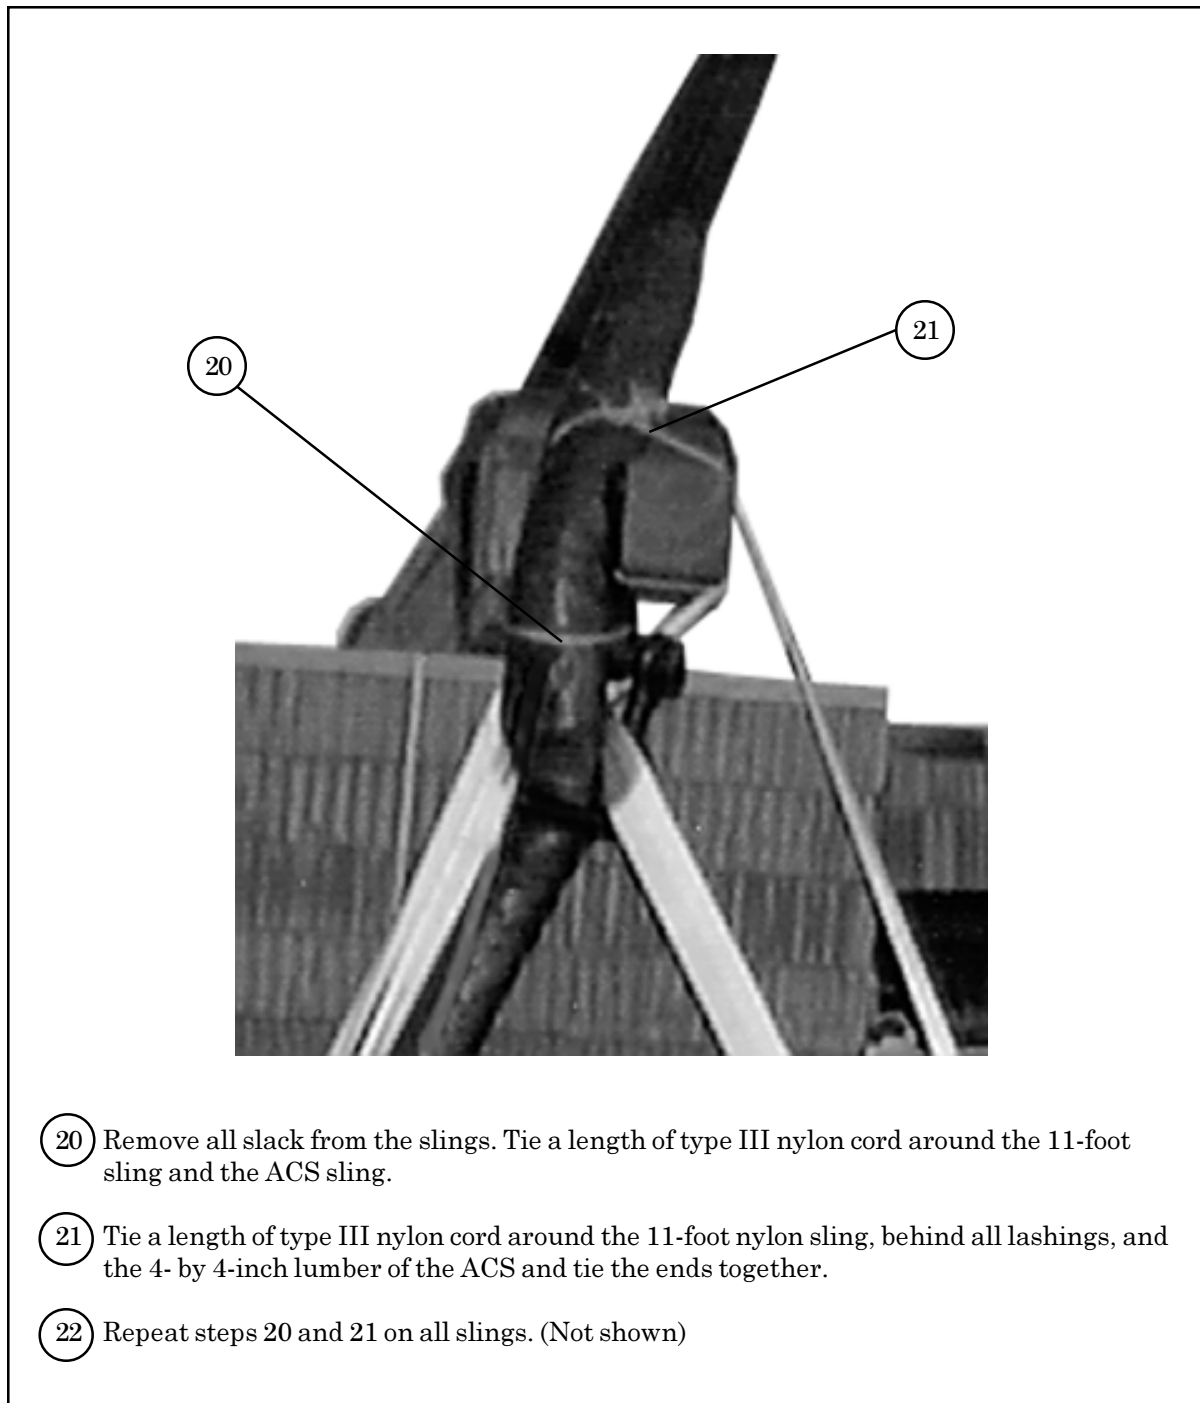 20
21
20 Remove all slack from the slings. Tie a length of type III nylon cord around the 11-foot
sling and the ACS sling.
21 Tie a length of type III nylon cord around the 11-foot nylon sling, behind all lashings, and
the 4- by 4-inch lumber of the ACS and tie the ends together.
22 Repeat steps 20 and 21 on all slings. (Not shown)